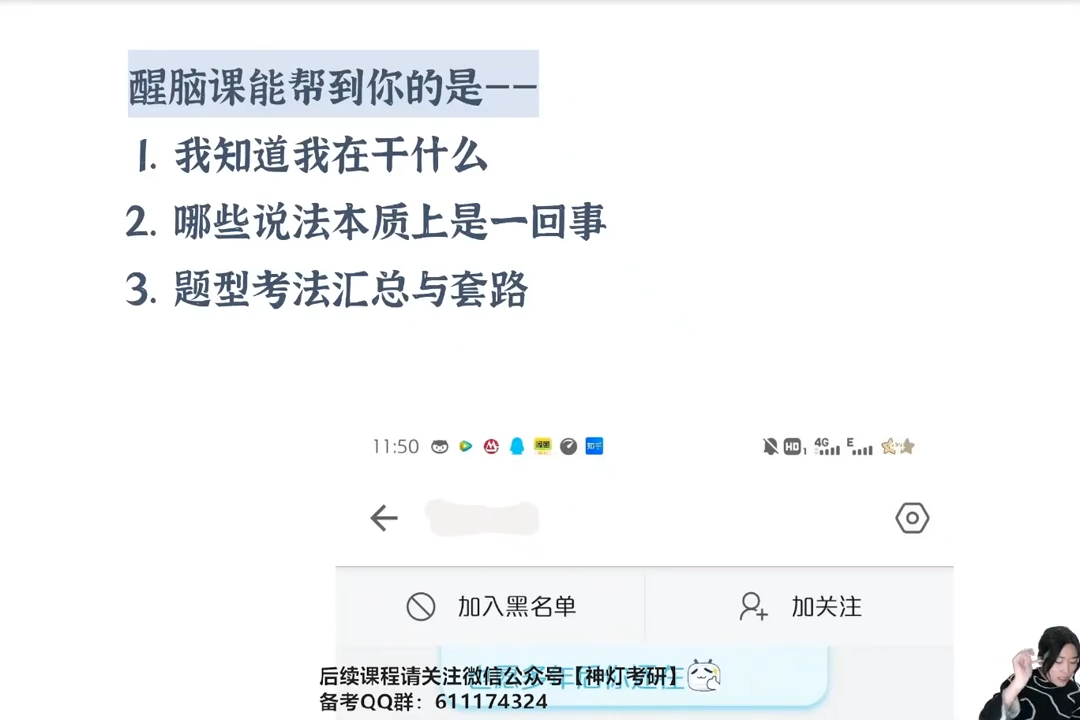 醒脑课能帮到你的是--
1. 我知道我在干什么
2. 哪些说法本质上是一回事
3. 题型考法汇总与套路
11:50
HD 1 4G E
加入黑名单 加关注
后续课程请关注微信公众号【神灯考研】
备考QQ群：611174324